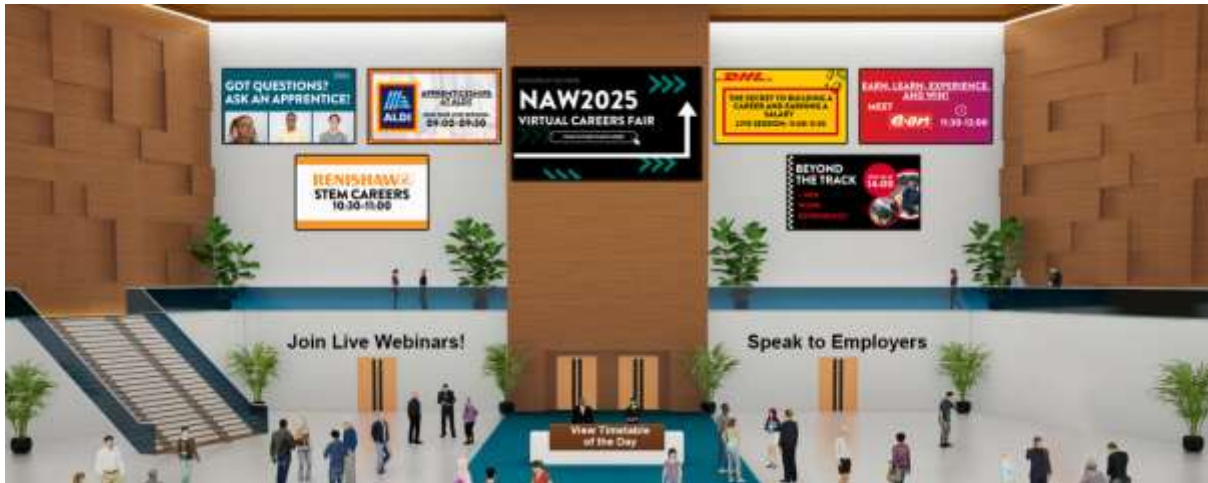 GOT QUESTIONS?
ASK AN APPRENTICE!
ALDI
APPRENTICESHIPS
AT ALDI
09:00-09:30
RENISHAW
STEM CAREERS
10:30-11:00
NAW2025
VIRTUAL CAREERS FAIR
DHL
THE SECRET TO BUILDING A
CAREER AND EARNING A
SALARY
EARN, LEARN, EXPERIENCE,
AND WIN!
MEET
e.on
11:30-12:00
BEYOND
THE TRACK
14:00
Join Live Webinars!
Speak to Employers
View Timetable
of the Day